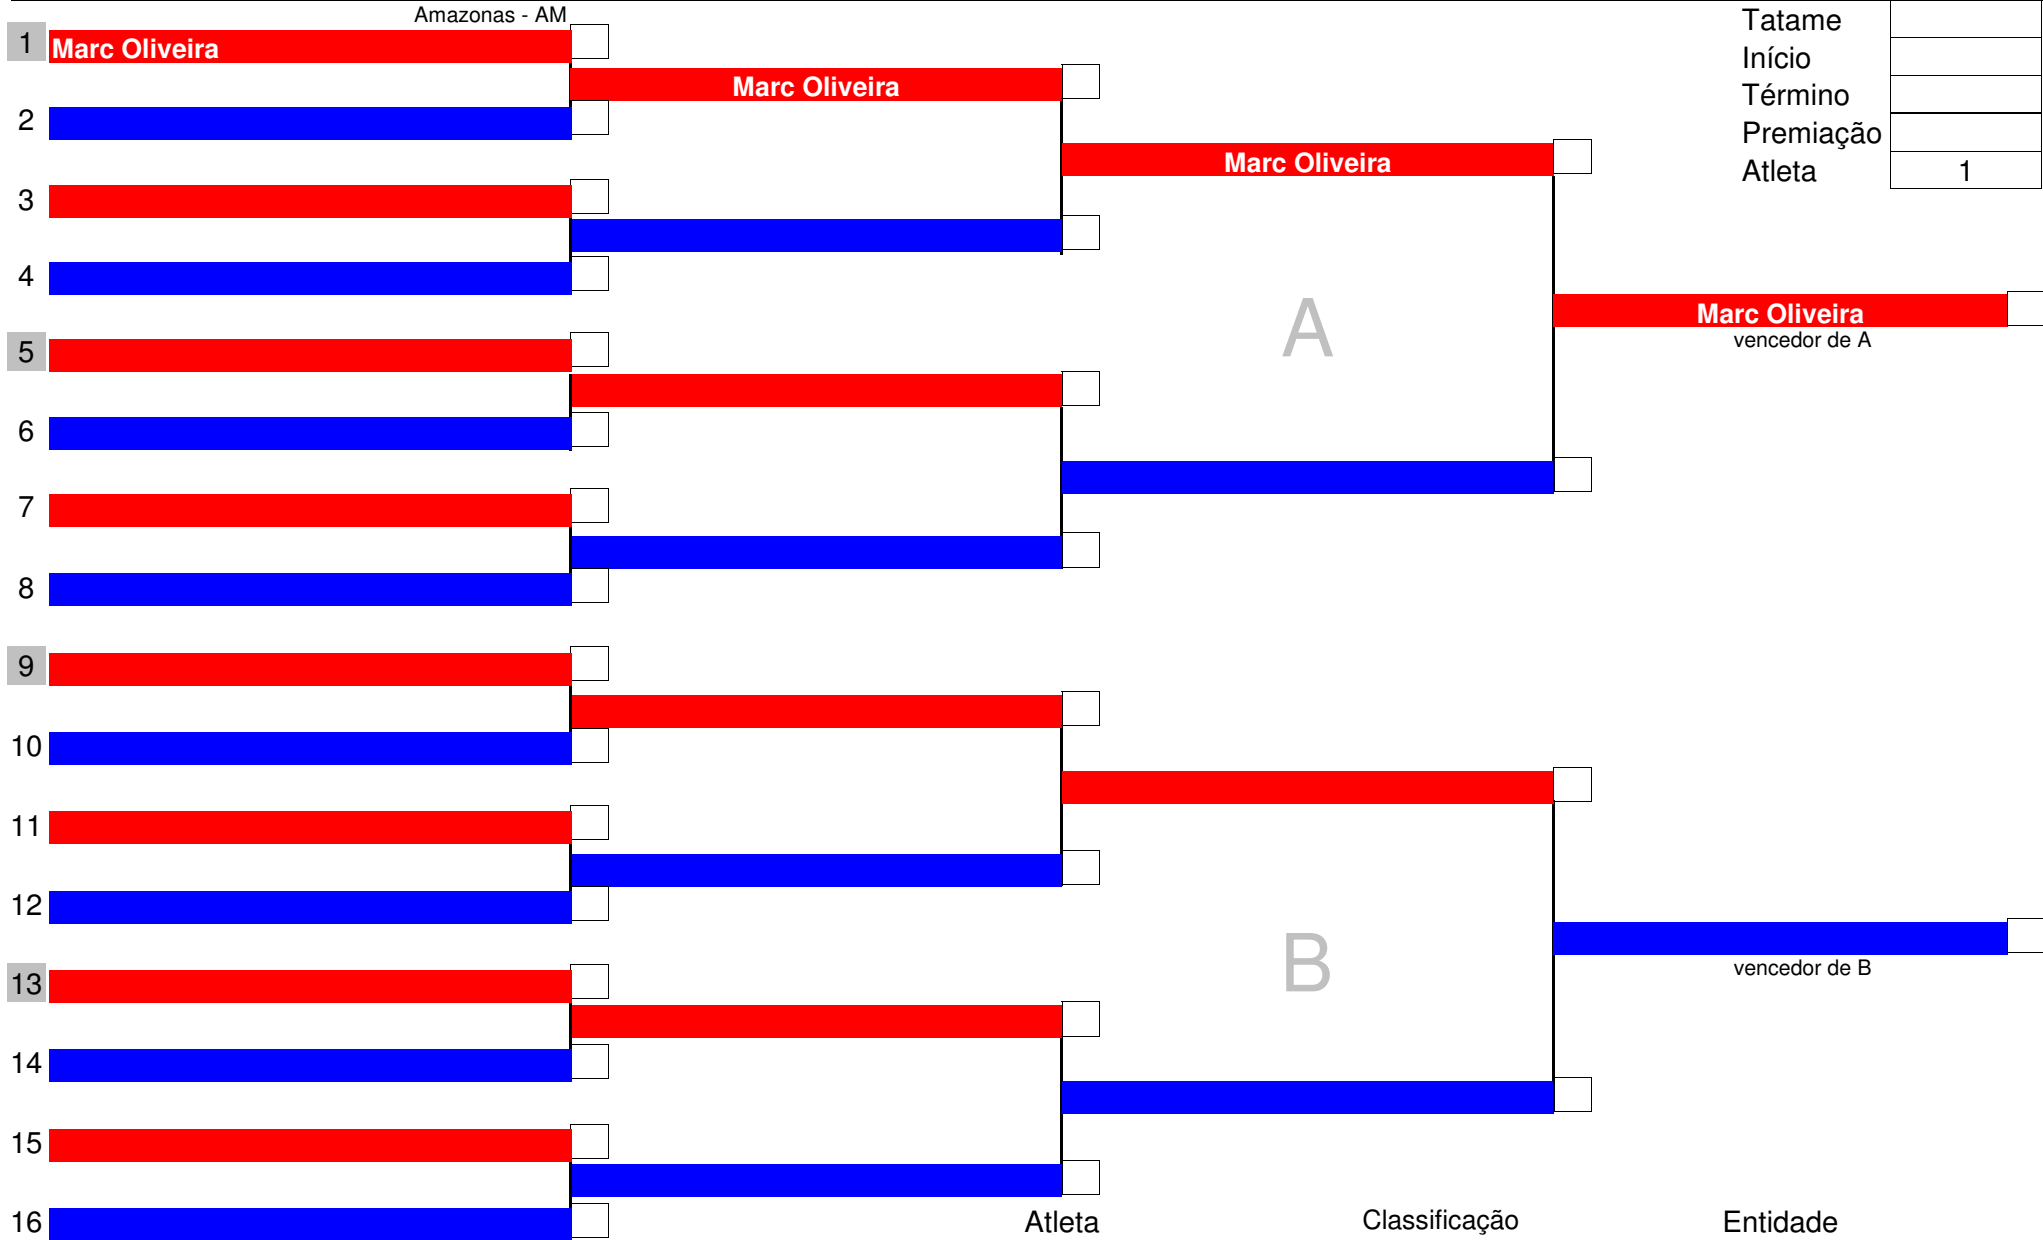 Amazonas - AM
Tatame
1
Marc Oliveira
Início
Marc Oliveira
Término
2
Premiação
Marc Oliveira
Atleta 1
3
4
A
Marc Oliveira
vencedor de A
5
6
7
8
9
10
11
12
B
vencedor de B
13
14
15
16
Atleta Classificação Entidade